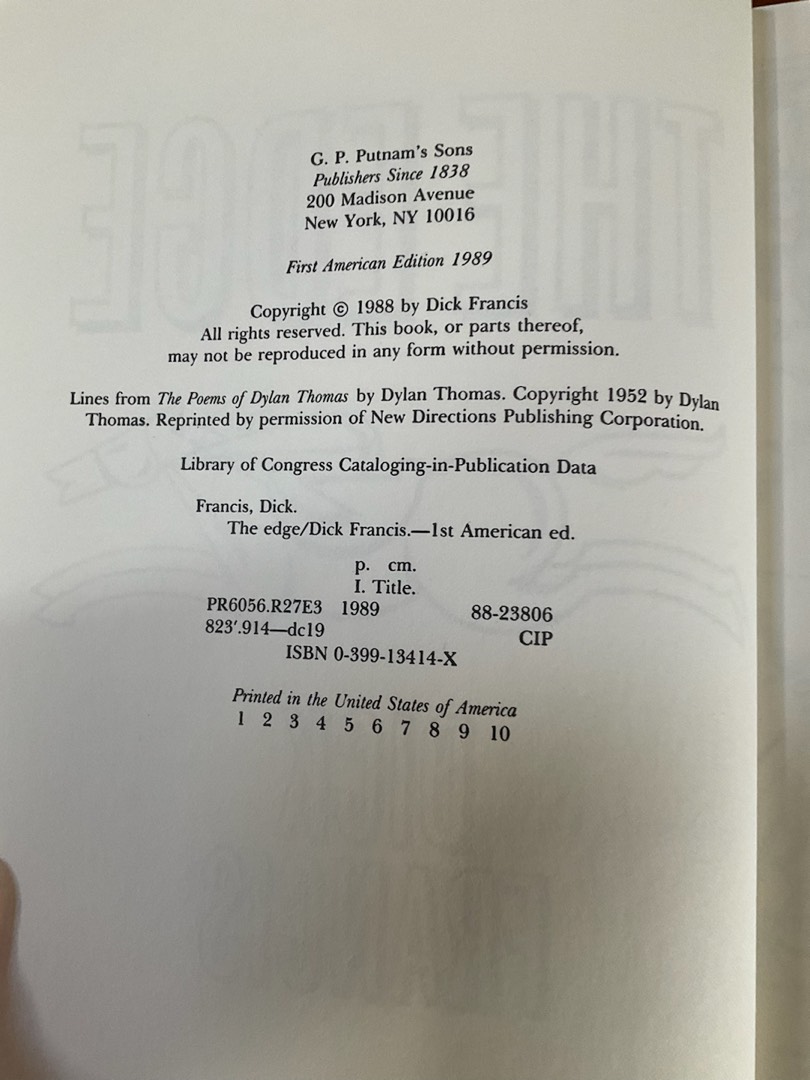 G. P. Putnam's Sons
Publishers Since 1838
200 Madison Avenue
New York, NY 10016
First American Edition 1989
Copyright © 1988 by Dick Francis
All rights reserved. This book, or parts thereof,
may not be reproduced in any form without permission.
Lines from The Poems of Dylan Thomas by Dylan Thomas. Copyright 1952 by Dylan
Thomas. Reprinted by permission of New Directions Publishing Corporation.
Library of Congress Cataloging-in-Publication Data
Francis, Dick.
The edge/Dick Francis.—1st American ed.
p. cm.
I. Title.
PR6056.R27E3 1989 88-23806
823'.914—dc19 CIP
ISBN 0-399-13414-X
Printed in the United States of America
1 2 3 4 5 6 7 8 9 10